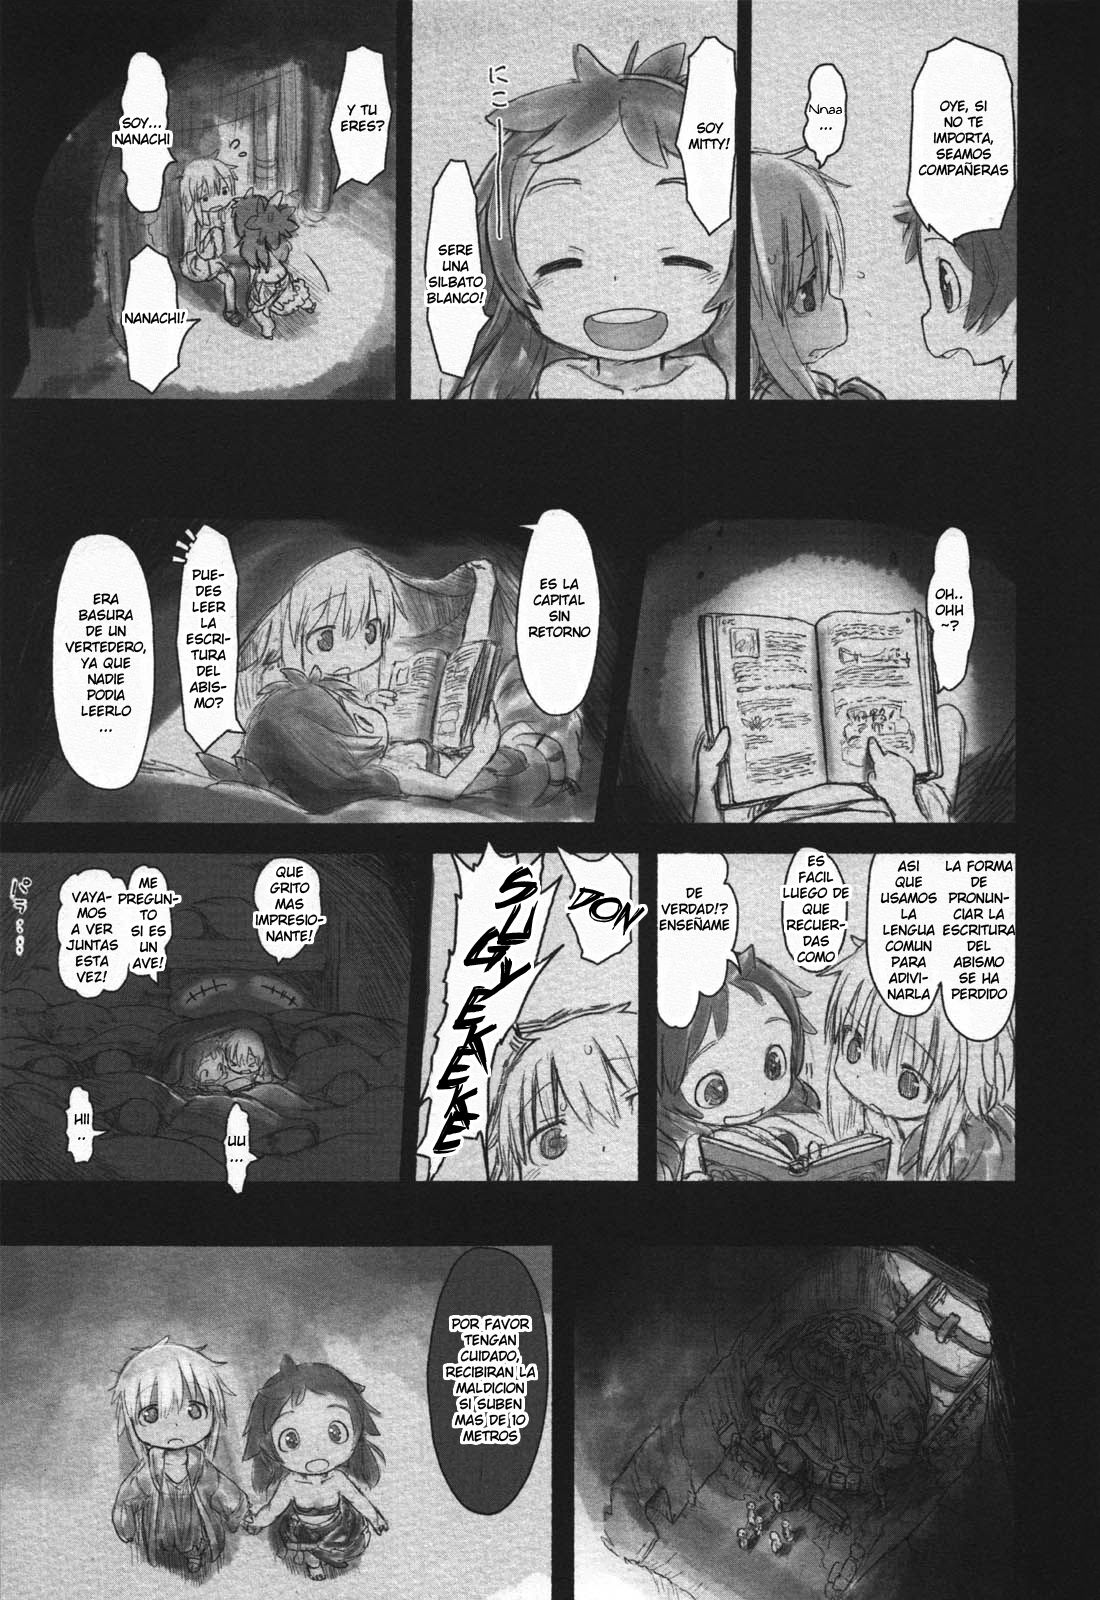 OYE, SI
NO TE
IMPORTA,
SEAMOS
COMPAÑERAS
Nnaa
...
SOY
MITTY!
にこ
SERE
UNA
SILBATO
BLANCO!
Y TU
ERES?
SOY...
NANACHI
NANACHI!
OH..
OHH
~?
ES LA
CAPITAL
SIN
RETORNO
PUE-
DES
LEER
LA
ESCRI-
TURA
DEL
ABIS-
MO?
ERA
BASURA
DE UN
VERTEDERO,
YA QUE
NADIE
PODIA
LEERLO
...
LA FORMA
DE
PRONUN-
CIAR LA
ESCRITURA
DEL
ABISMO
SE HA
PERDIDO
ASI
QUE
USAMOS
LA
LENGUA
COMUN
PARA
ADIVI-
NARLA
ES
FACIL
LUEGO DE
QUE
RECUER-
DAS
COMO
DE
VERDAD!?
ENSEÑAME
DON
SUGYEKEKE
QUE
GRITO
MAS
IMPRESIO-
NANTE!
ME
PREGUN-
TO SI ES
UN
AVE!
VAYA-
MOS
A VER
JUNTAS
ESTA
VEZ!
HII
..
UU
...
POR FAVOR
TENGAN
CUIDADO,
RECIBIRAN LA
MALDICION
SI SUBEN
MAS DE 10
METROS